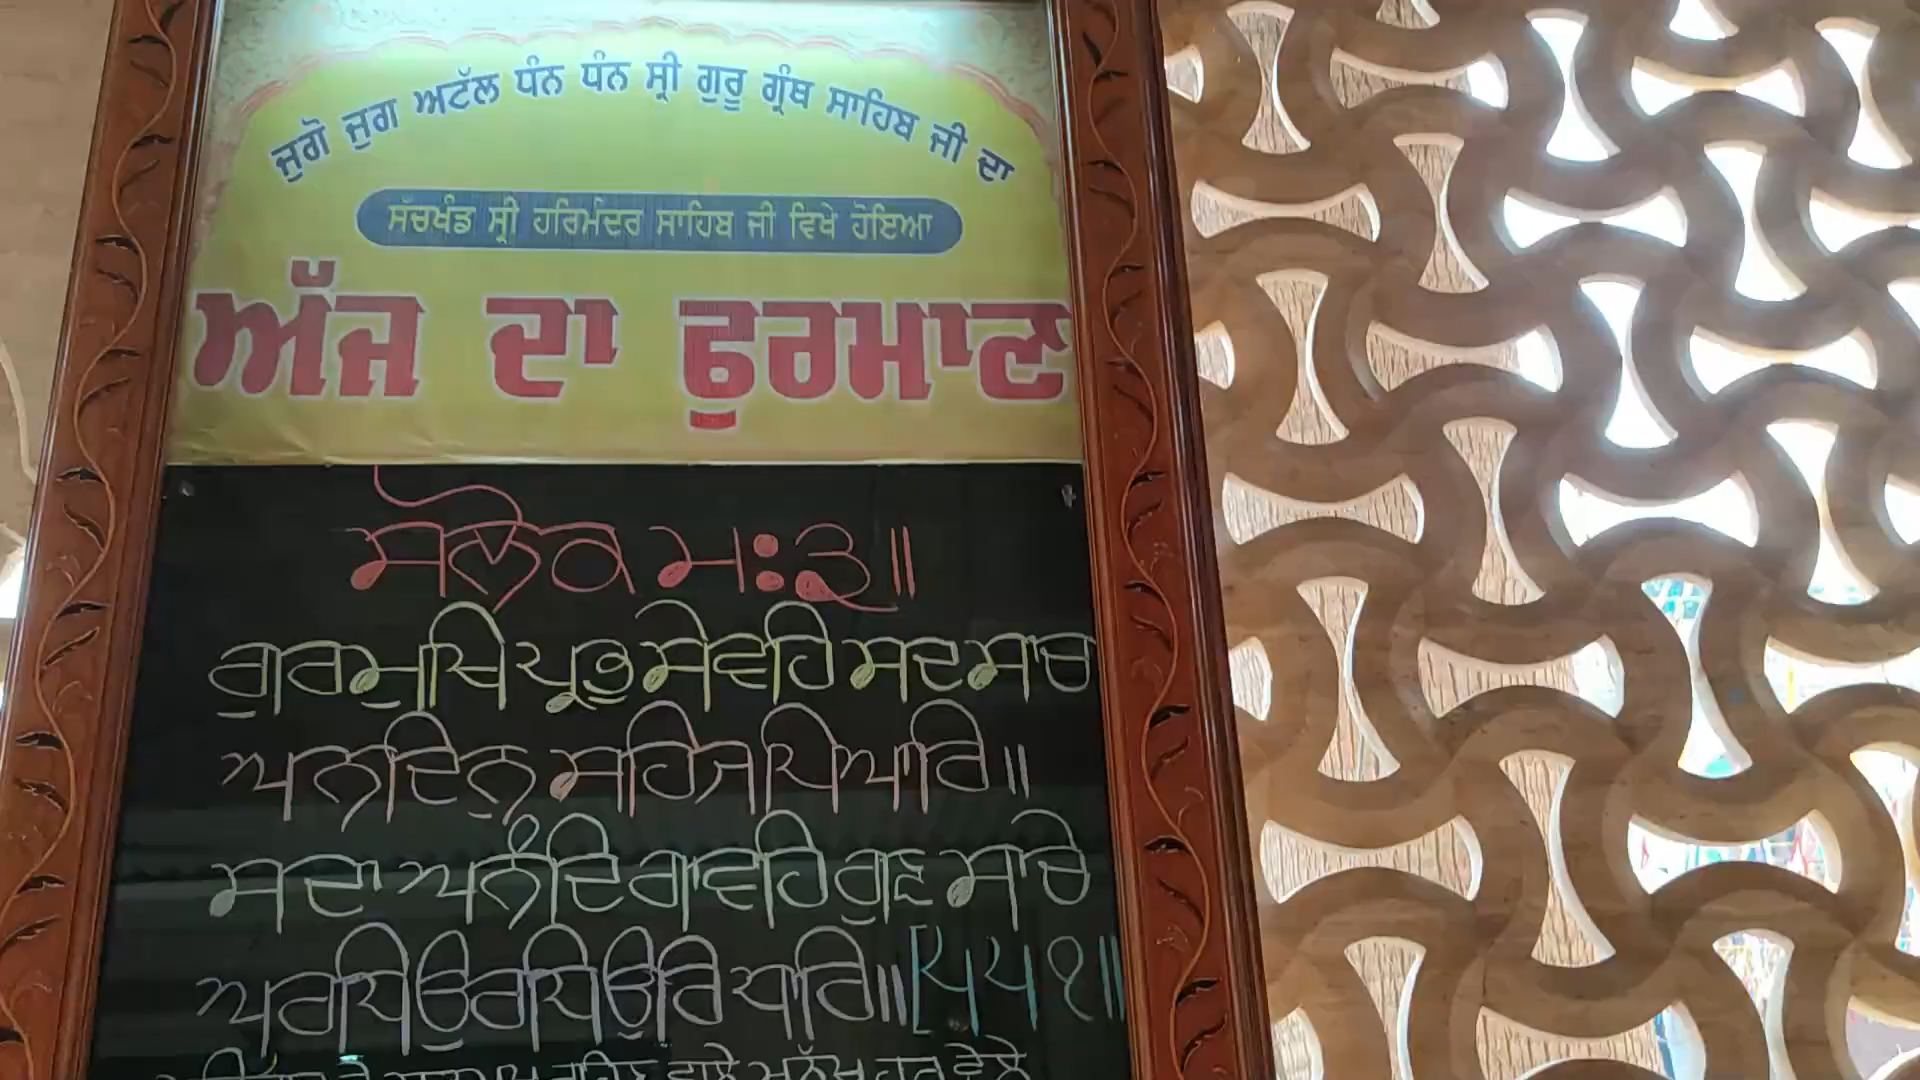 ਜੁਗੋ ਜੁਗ ਅਟੱਲ ਧੰਨ ਧੰਨ ਸ੍ਰੀ ਗੁਰੂ ਗ੍ਰੰਥ ਸਾਹਿਬ ਜੀ ਦਾ
ਸੱਚਖੰਡ ਸ੍ਰੀ ਹਰਿਮੰਦਰ ਸਾਹਿਬ ਜੀ ਵਿਖੇ ਹੋਇਆ
ਅੱਜ ਦਾ ਫੁਰਮਾਣ
ਸਲੋਕ ਮਃ ੩॥
ਗੁਰਮੁਖਿ ਪ੍ਰਭੁ ਸੇਵਹਿ ਸਦ ਸਾਚਾ
ਅਨਦਿਨੁ ਸਹਜਿ ਪਿਆਰਿ॥
ਸਦਾ ਅਨੰਦਿ ਗਾਵਹਿ ਗੁਣ ਸਾਚੇ
ਅਰਧਿ ਉਰਧਿ ਉਰਿ ਧਾਰਿ॥ [੫੫੧॥